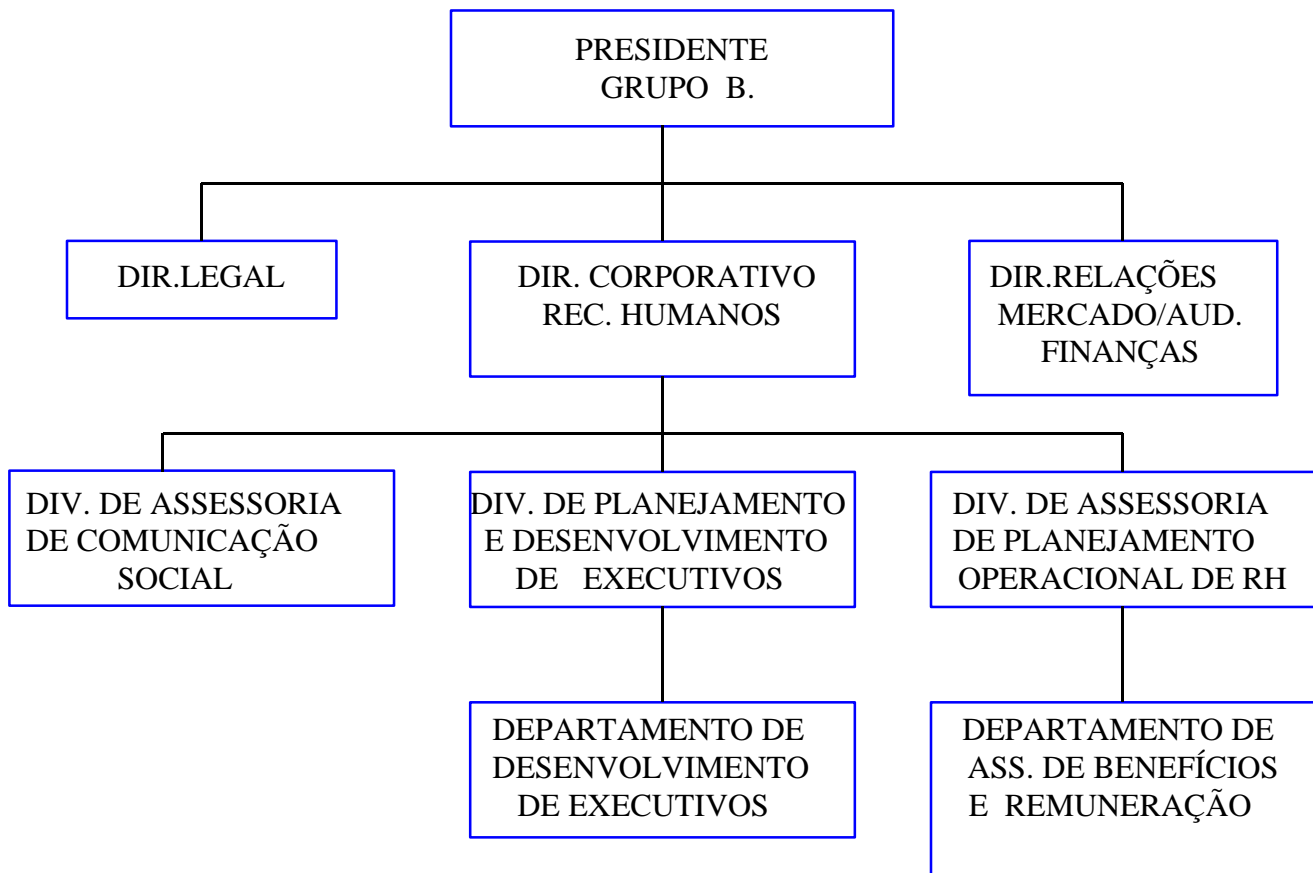 PRESIDENTE
GRUPO B.
DIR.LEGAL
DIR. CORPORATIVO
REC. HUMANOS
DIR.RELAÇÕES
MERCADO/AUD.
FINANÇAS
DIV. DE ASSESSORIA
DE COMUNICAÇÃO
SOCIAL
DIV. DE PLANEJAMENTO
E DESENVOLVIMENTO
DE EXECUTIVOS
DIV. DE ASSESSORIA
DE PLANEJAMENTO
OPERACIONAL DE RH
DEPARTAMENTO DE
DESENVOLVIMENTO
DE EXECUTIVOS
DEPARTAMENTO DE
ASS. DE BENEFÍCIOS
E REMUNERAÇÃO